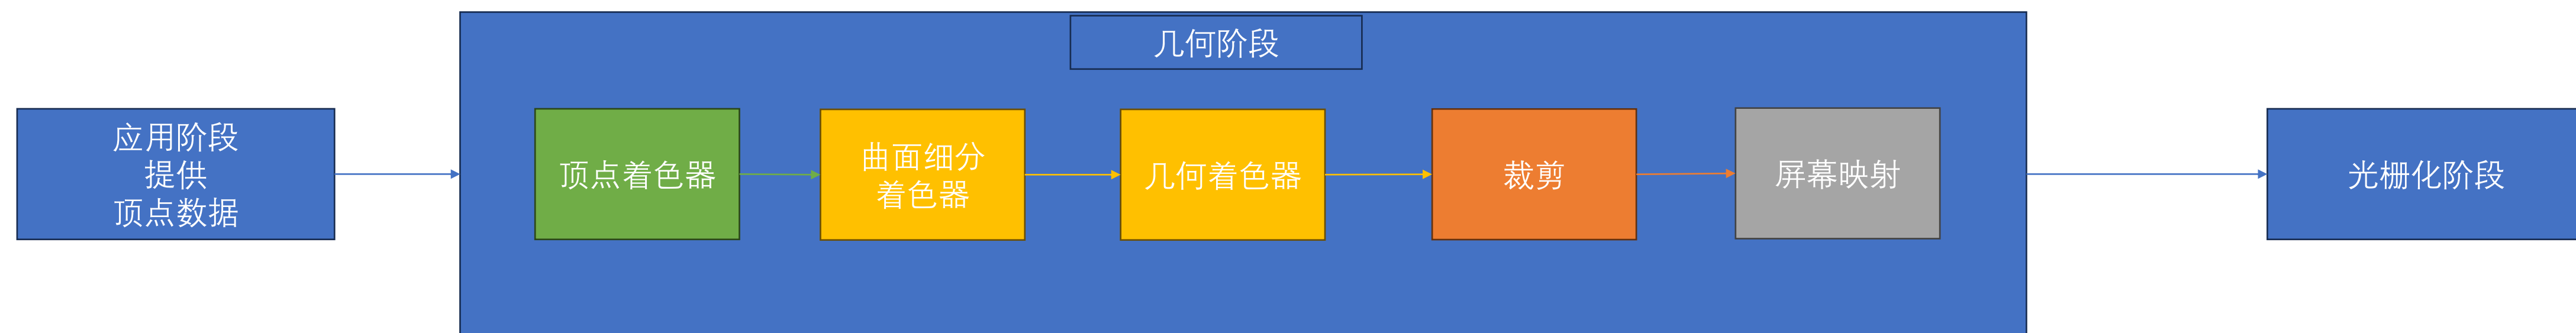 几何阶段
应用阶段
提供
顶点数据
顶点着色器
曲面细分
着色器
几何着色器
裁剪
屏幕映射
光栅化阶段